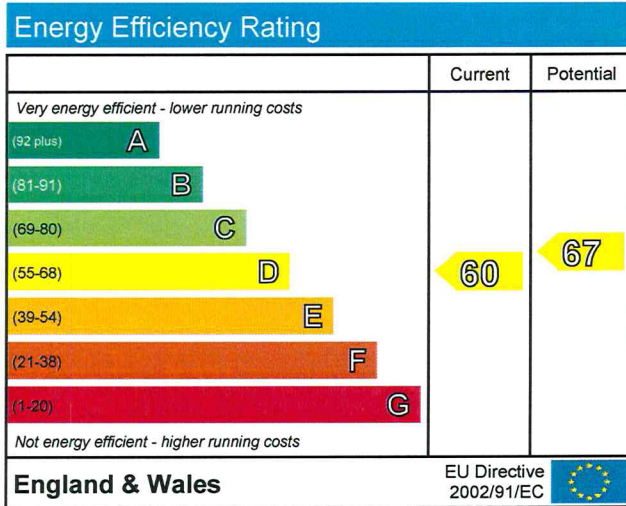 Energy Efficiency Rating
Current Potential
Very energy efficient - lower running costs
(92 plus) A
(81-91) B
(69-80) C
(55-68) D
(39-54) E
(21-38) F
(1-20) G
60
67
Not energy efficient - higher running costs
England & Wales
EU Directive
2002/91/EC